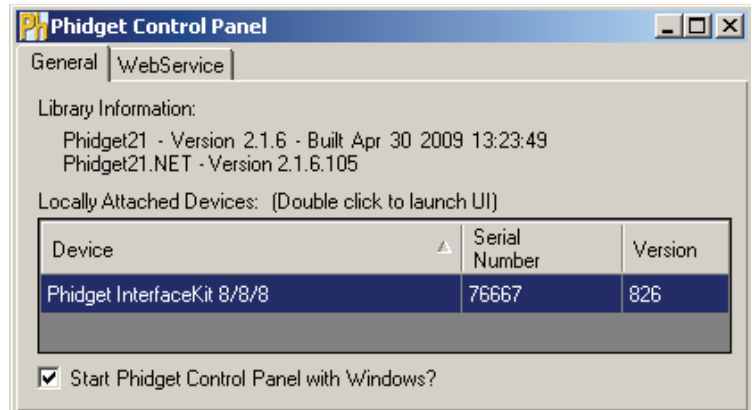 Ph Phidget Control Panel
General WebService
Library Information:
Phidget21 - Version 2.1.6 - Built Apr 30 2009 13:23:49
Phidget21.NET - Version 2.1.6.105
Locally Attached Devices: (Double click to launch UI)
Device Serial Number Version
Phidget InterfaceKit 8/8/8 76667 826
Start Phidget Control Panel with Windows?